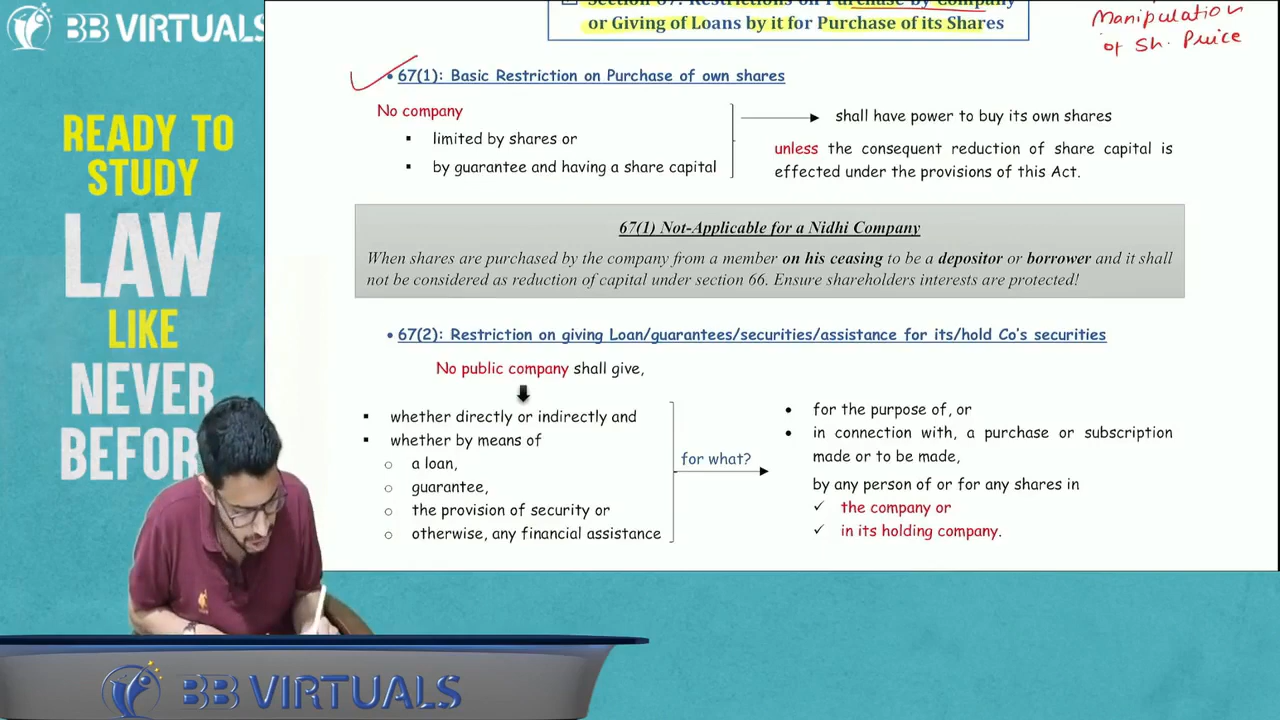 BB VIRTUALS
READY TO
STUDY
LAW
LIKE
NEVER
BEFOR
Section 67: Restrictions on Purchase by Company
or Giving of Loans by it for Purchase of its Shares
Manipulation
of Sh. Price
• 67(1): Basic Restriction on Purchase of own shares
No company
▪ limited by shares or
▪ by guarantee and having a share capital
shall have power to buy its own shares
unless the consequent reduction of share capital is
effected under the provisions of this Act.
67(1) Not-Applicable for a Nidhi Company
When shares are purchased by the company from a member on his ceasing to be a depositor or borrower and it shall
not be considered as reduction of capital under section 66. Ensure shareholders interests are protected!
• 67(2): Restriction on giving Loan/guarantees/securities/assistance for its/hold Co's securities
No public company shall give,
▪ whether directly or indirectly and
▪ whether by means of
o a loan,
o guarantee,
o the provision of security or
o otherwise, any financial assistance
for what?
• for the purpose of, or
• in connection with, a purchase or subscription
made or to be made,
by any person of or for any shares in
✓ the company or
✓ in its holding company.
BB VIRTUALS